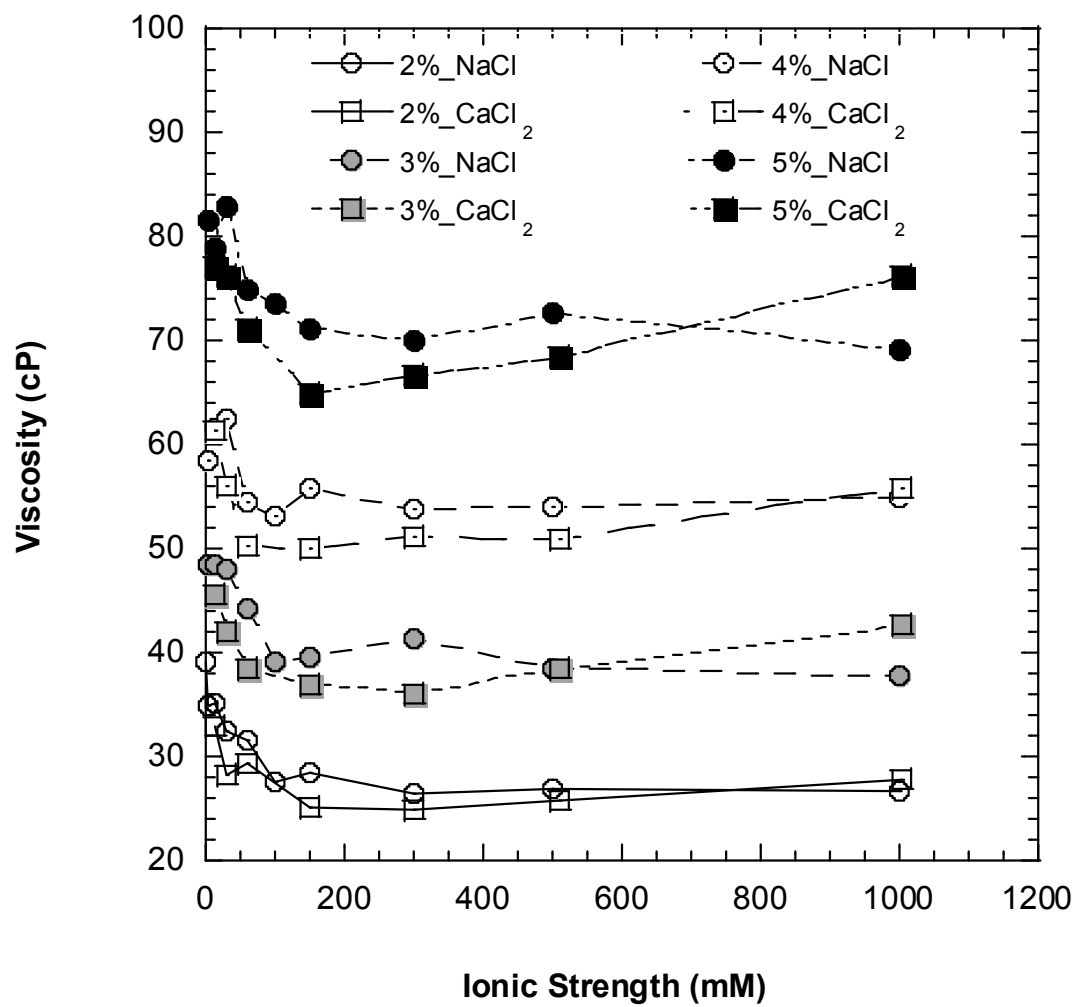 100
90
80
70
60
50
40
30
20
2%_NaCl
4%_NaCl
2%_CaCl2
4%_CaCl2
3%_NaCl
5%_NaCl
3%_CaCl2
5%_CaCl2
Viscosity (cP)
0 200 400 600 800 1000 1200
Ionic Strength (mM)